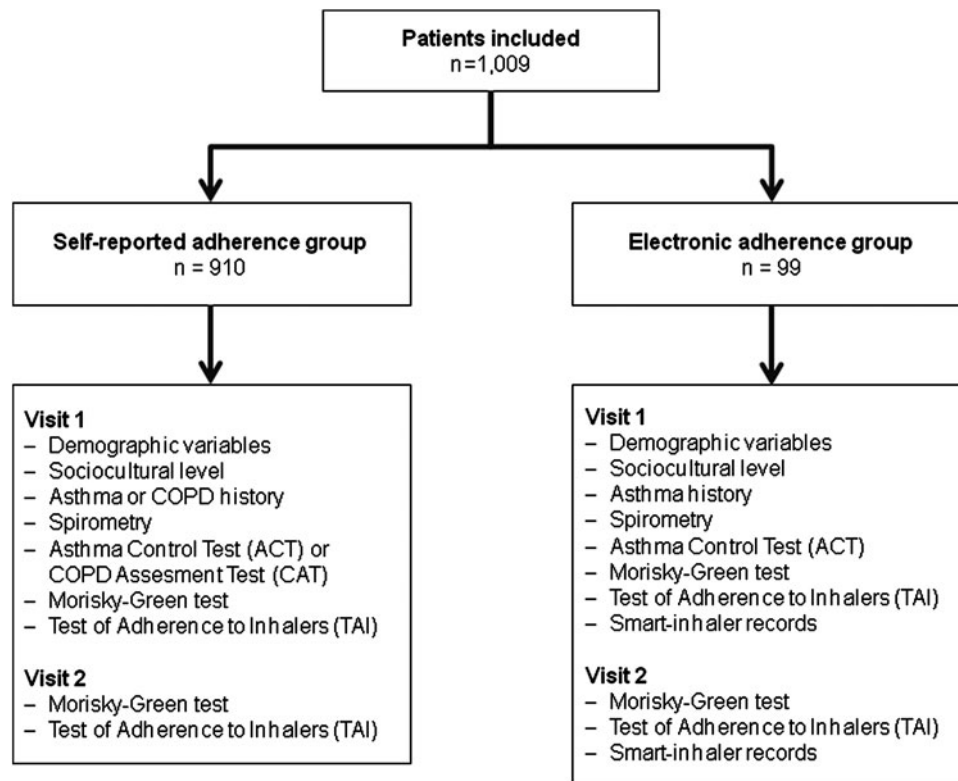 Patients included
n=1,009
Self-reported adherence group
n = 910
Electronic adherence group
n = 99
Visit 1
– Demographic variables
– Sociocultural level
– Asthma or COPD history
– Spirometry
– Asthma Control Test (ACT) or
COPD Assesment Test (CAT)
– Morisky-Green test
– Test of Adherence to Inhalers (TAI)
Visit 2
– Morisky-Green test
– Test of Adherence to Inhalers (TAI)
Visit 1
– Demographic variables
– Sociocultural level
– Asthma history
– Spirometry
– Asthma Control Test (ACT)
– Morisky-Green test
– Test of Adherence to Inhalers (TAI)
– Smart-inhaler records
Visit 2
– Morisky-Green test
– Test of Adherence to Inhalers (TAI)
– Smart-inhaler records